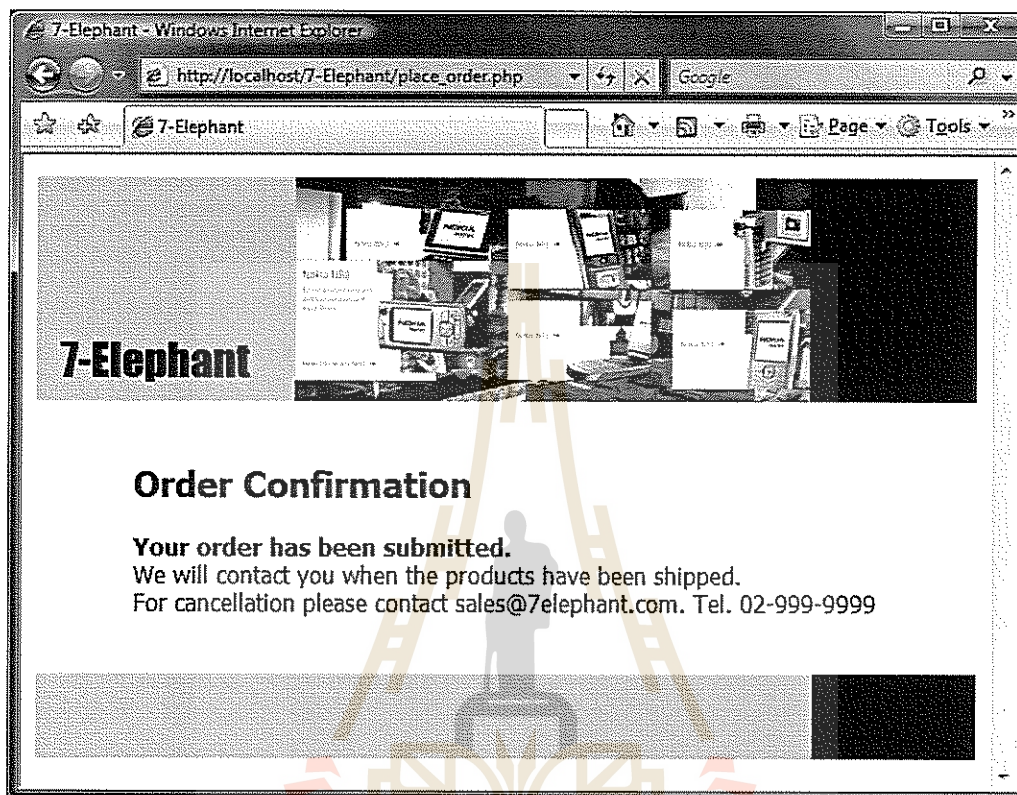 7-Elephant - Windows Internet Explorer
http://localhost/7-Elephant/place_order.php
Google
7-Elephant
Page
Tools
7-Elephant
Order Confirmation
Your order has been submitted.
We will contact you when the products have been shipped.
For cancellation please contact sales@7elephant.com. Tel. 02-999-9999